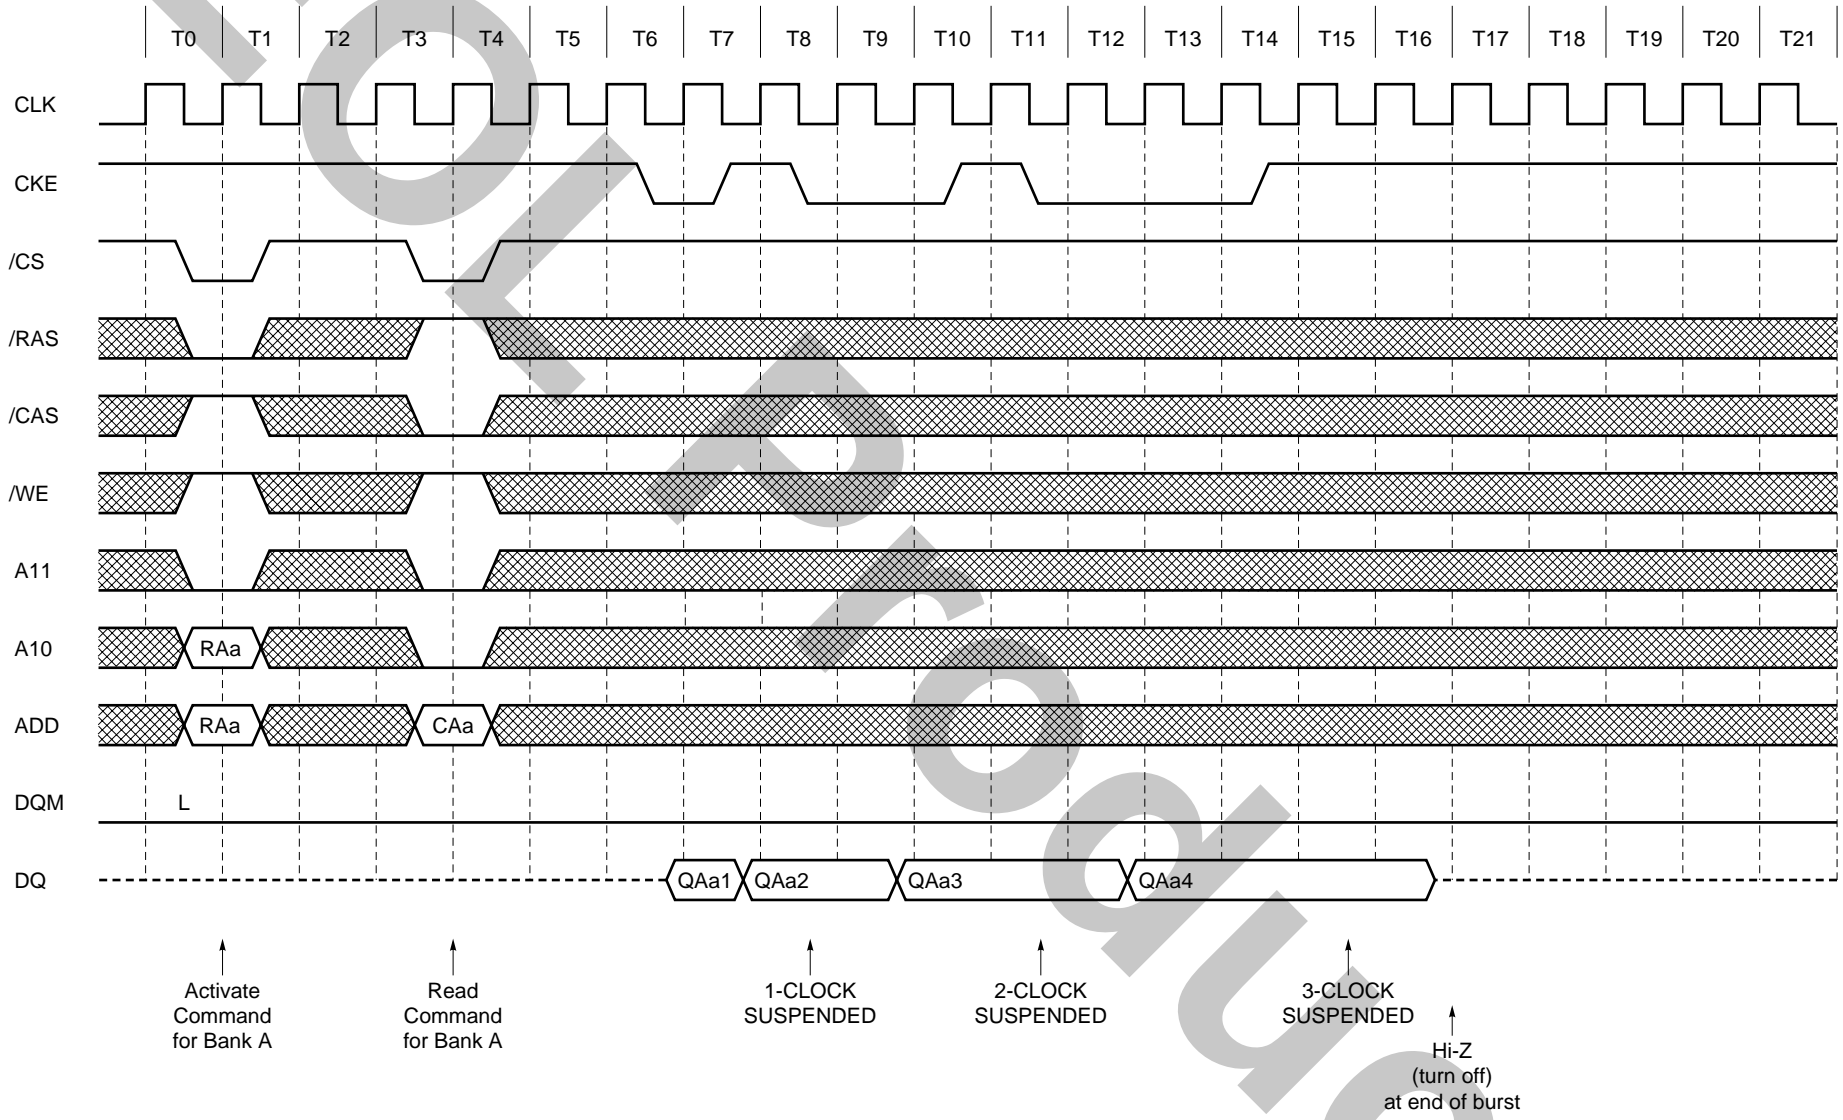 T0 T1 T2 T3 T4 T5 T6 T7 T8 T9 T10 T11 T12 T13 T14 T15 T16 T17 T18 T19 T20 T21
CLK
CKE
/CS
/RAS
/CAS
/WE
A11
A10 RAa
ADD RAa CAa
DQM L
DQ QAa1 QAa2 QAa3 QAa4
Activate
Command
for Bank A
Read
Command
for Bank A
1-CLOCK
SUSPENDED
2-CLOCK
SUSPENDED
3-CLOCK
SUSPENDED
Hi-Z
(turn off)
at end of burst